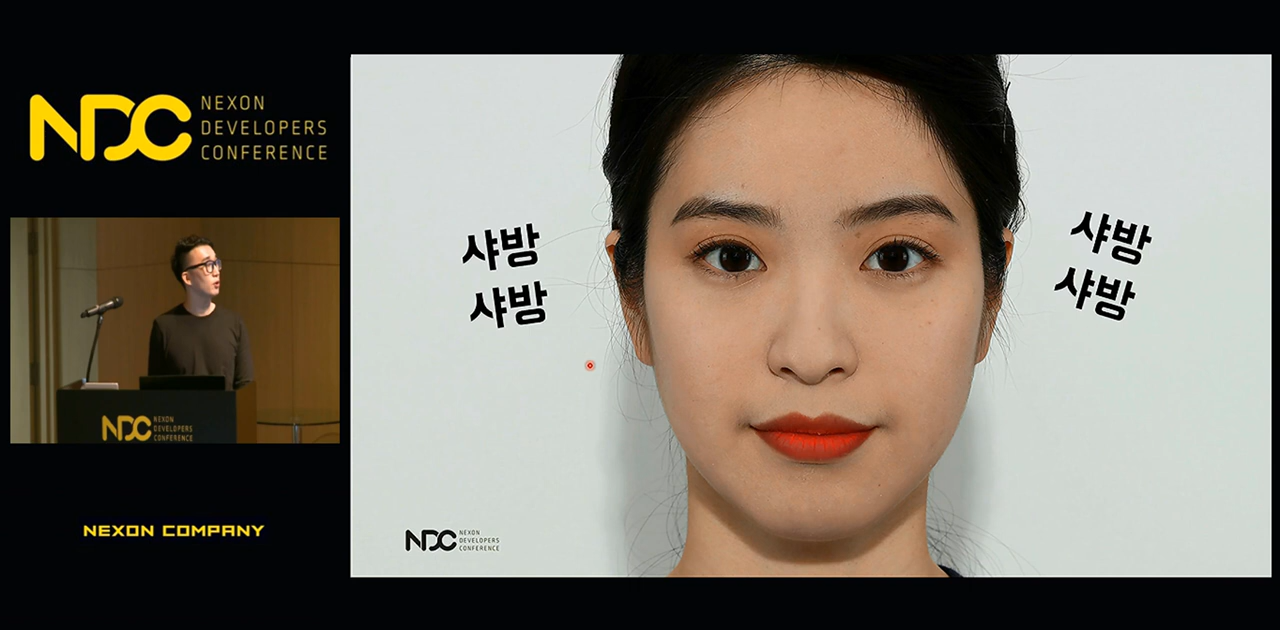 NDC
NEXON
DEVELOPERS
CONFERENCE
샤방
샤방
샤방
샤방
NDC
NEXON
DEVELOPERS
CONFERENCE
NEXON COMPANY
NDC
NEXON
DEVELOPERS
CONFERENCE